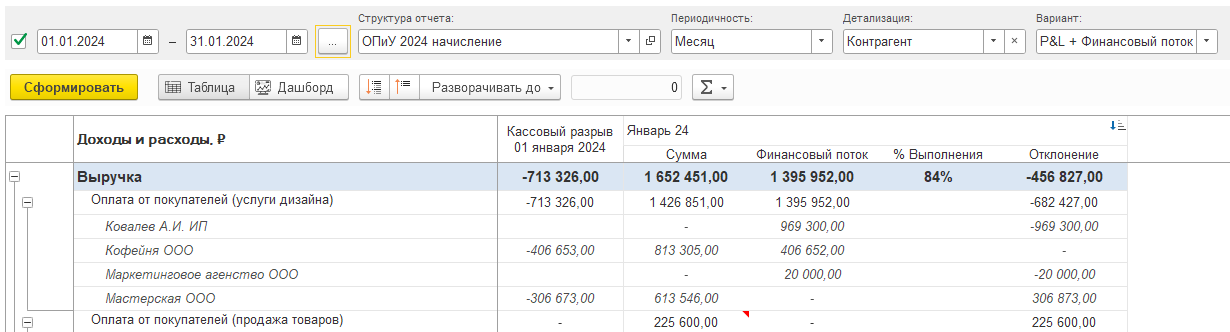 Структура отчета: Периодичность: Детализация: Вариант:
01.01.2024 – 31.01.2024 ... ОПиУ 2024 начисление Месяц Контрагент × P&L + Финансовый поток
Сформировать Таблица Дашборд Разворачивать до 0 Σ
Доходы и расходы, ₽ Кассовый разрыв 01 января 2024 Январь 24
Сумма Финансовый поток % Выполнения Отклонение
Выручка -713 326,00 1 652 451,00 1 395 952,00 84% -456 827,00
Оплата от покупателей (услуги дизайна) -713 326,00 1 426 851,00 1 395 952,00 -682 427,00
Ковалев А.И. ИП - 969 300,00 -969 300,00
Кофейня ООО -406 653,00 813 305,00 406 652,00 -
Маркетинговое агенство ООО - 20 000,00 -20 000,00
Мастерская ООО -306 673,00 613 546,00 - 306 873,00
Оплата от покупателей (продажа товаров) - 225 600,00 - 225 600,00